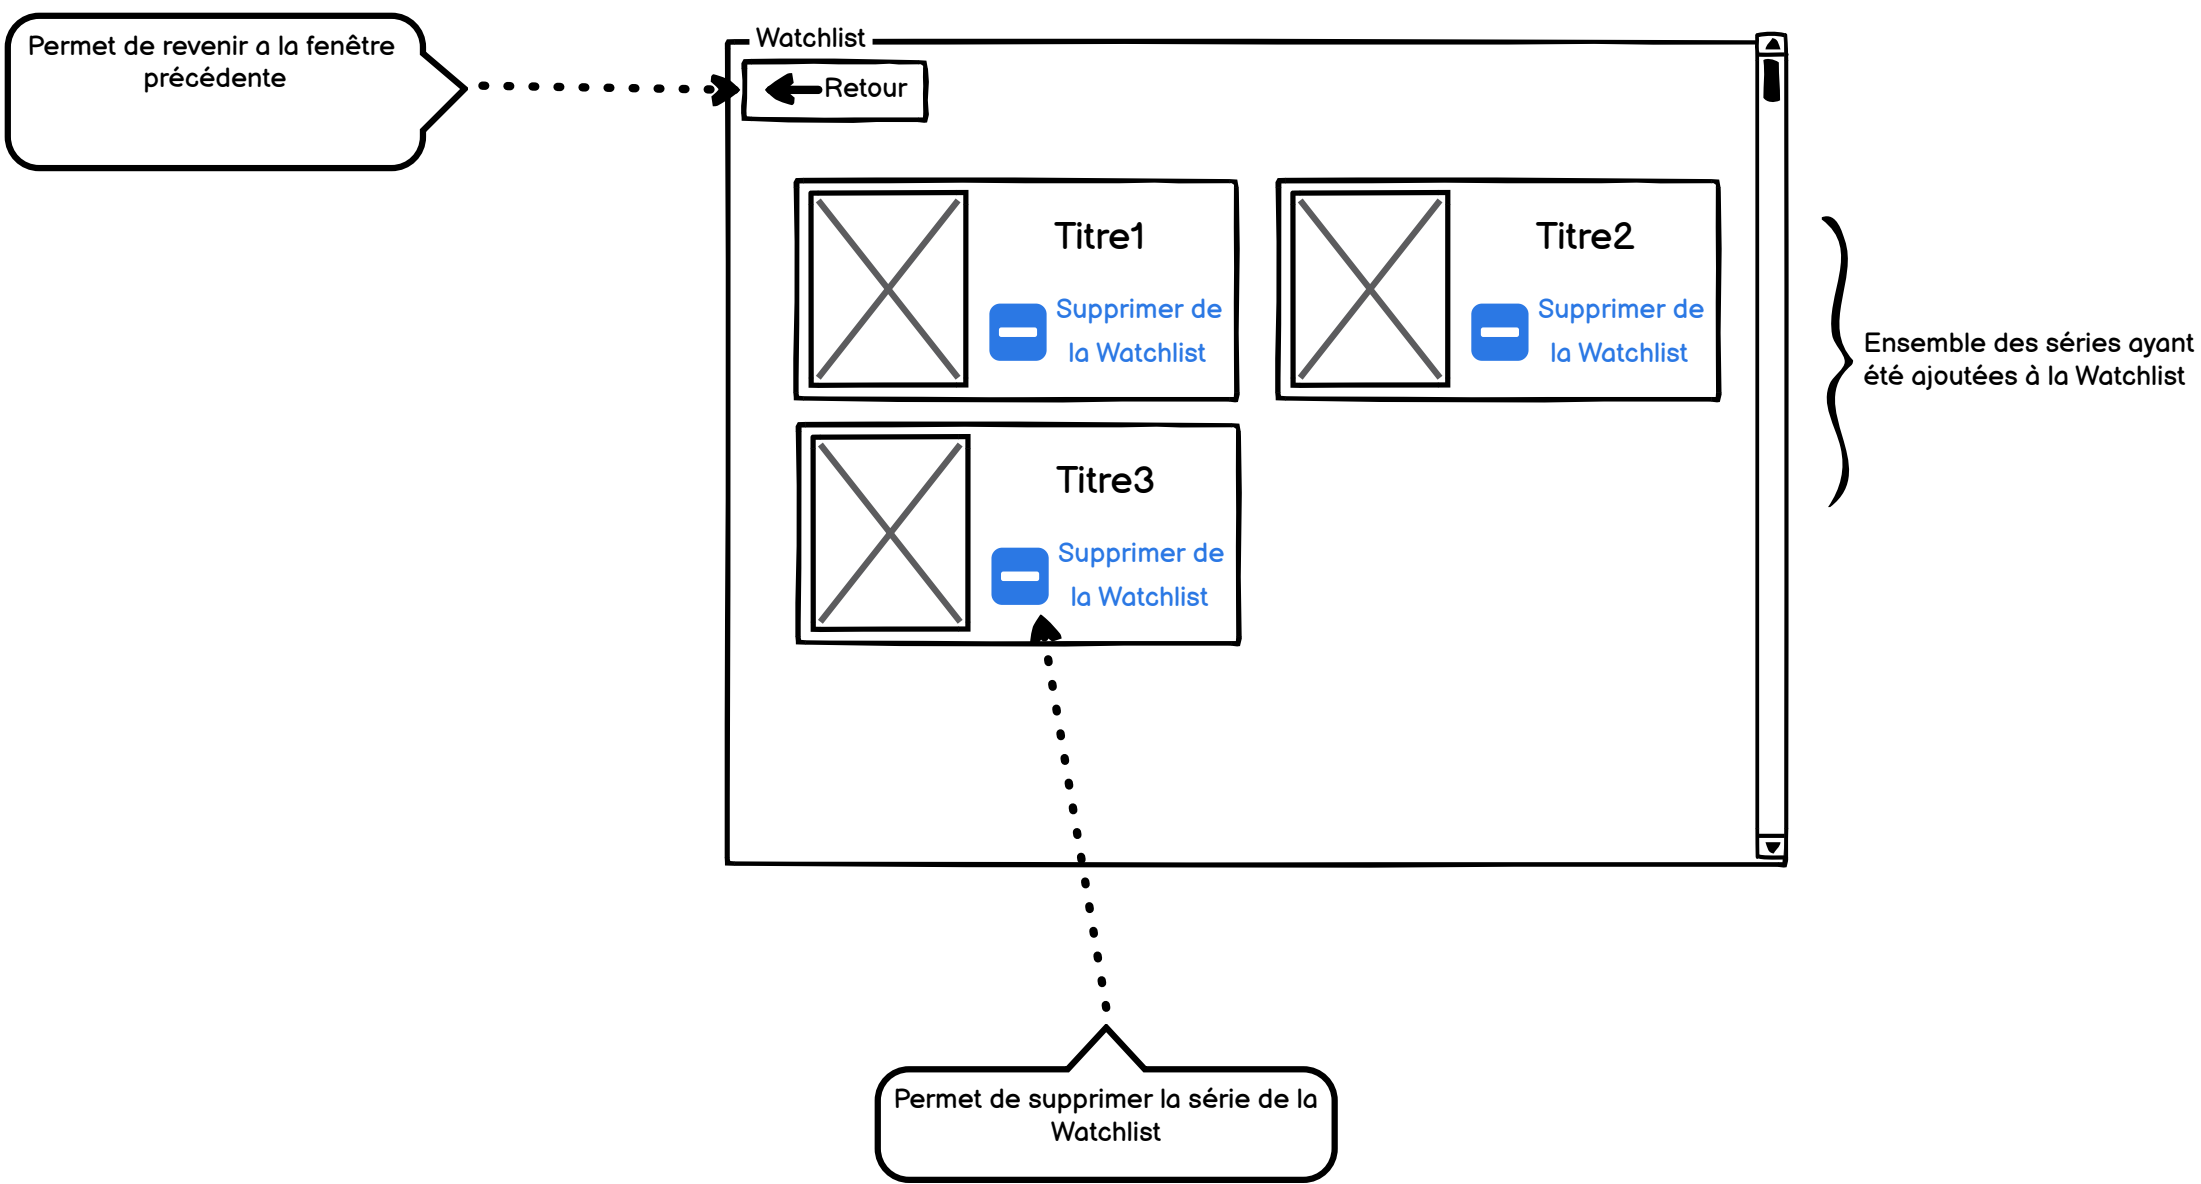 Permet de revenir a la fenêtre
précédente
Watchlist
Retour
Titre1
Supprimer de
la Watchlist
Titre2
Supprimer de
la Watchlist
Ensemble des séries ayant
été ajoutées à la Watchlist
Titre3
Supprimer de
la Watchlist
Permet de supprimer la série de la
Watchlist